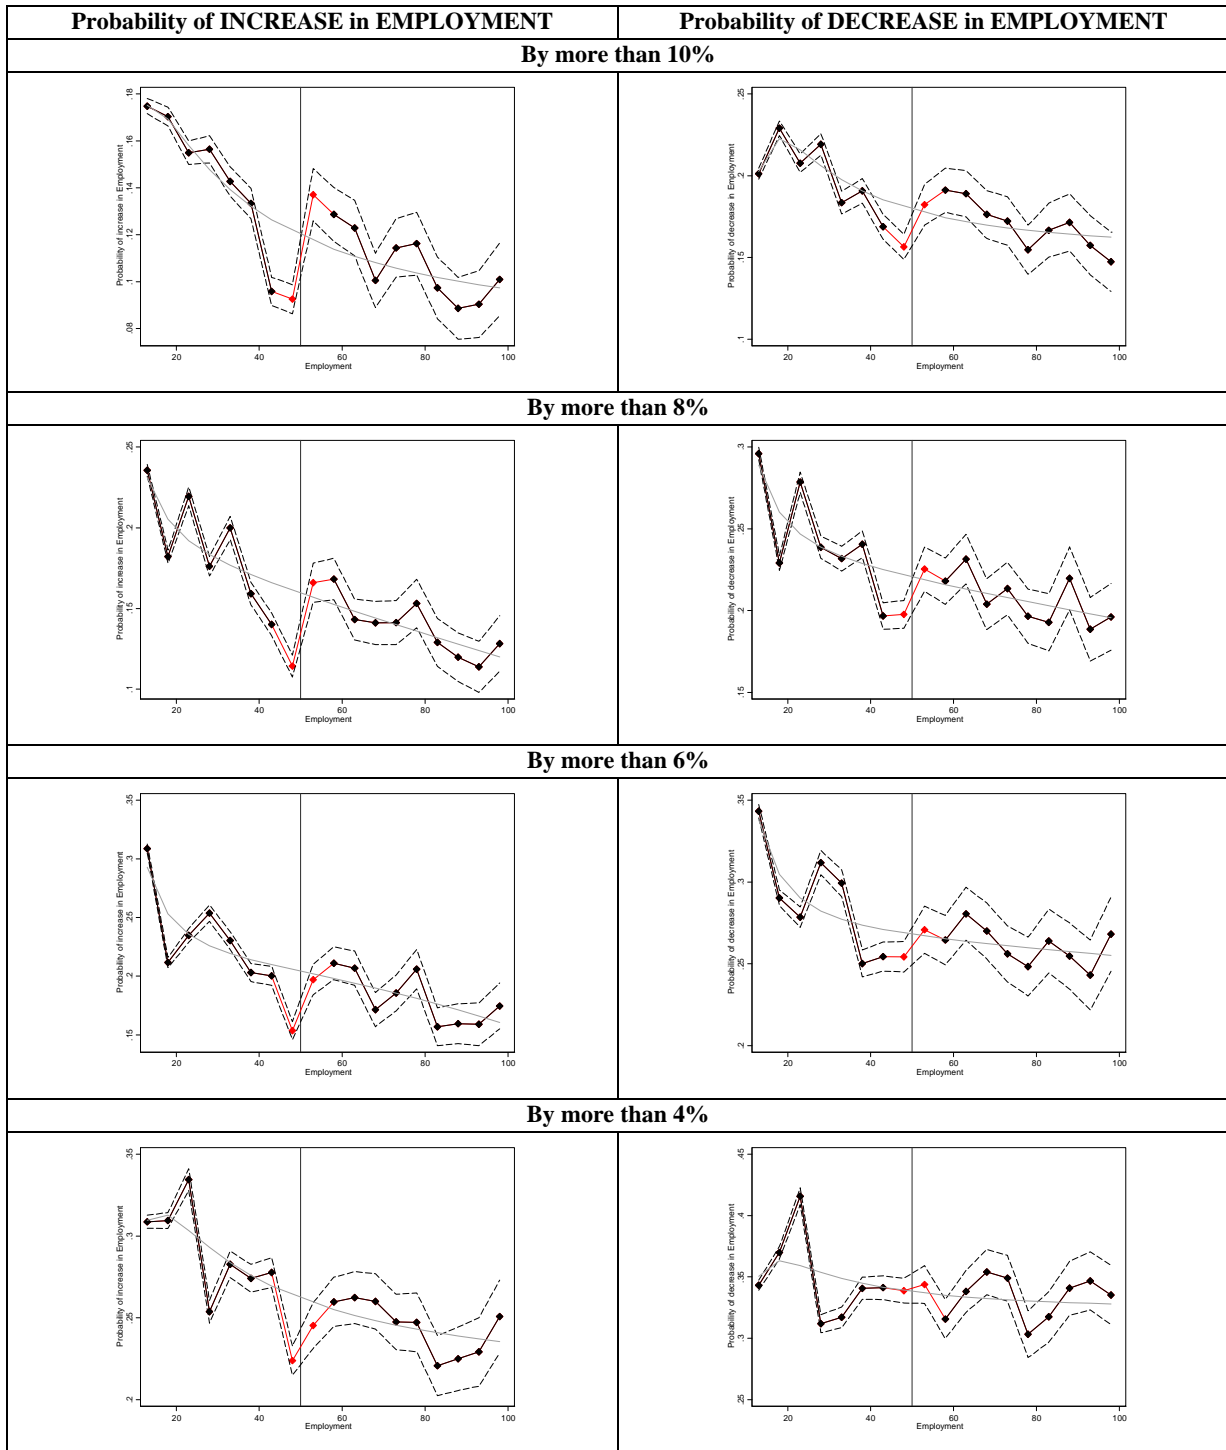 Probability of INCREASE in EMPLOYMENT
Probability of DECREASE in EMPLOYMENT
By more than 10%
Probability of increase in Employment
.08 .1 .12 .14 .16 .18
20 40 60 80 100
Employment
Probability of decrease in Employment
.1 .15 .2 .25
20 40 60 80 100
Employment
By more than 8%
Probability of increase in Employment
.1 .15 .2 .25
20 40 60 80 100
Employment
Probability of decrease in Employment
.15 .2 .25 .3
20 40 60 80 100
Employment
By more than 6%
Probability of increase in Employment
.15 .2 .25 .3 .35
20 40 60 80 100
Employment
Probability of decrease in Employment
.2 .25 .3 .35
20 40 60 80 100
Employment
By more than 4%
Probability of increase in Employment
.2 .25 .3 .35
20 40 60 80 100
Employment
Probability of decrease in Employment
.25 .3 .35 .4 .45
20 40 60 80 100
Employment